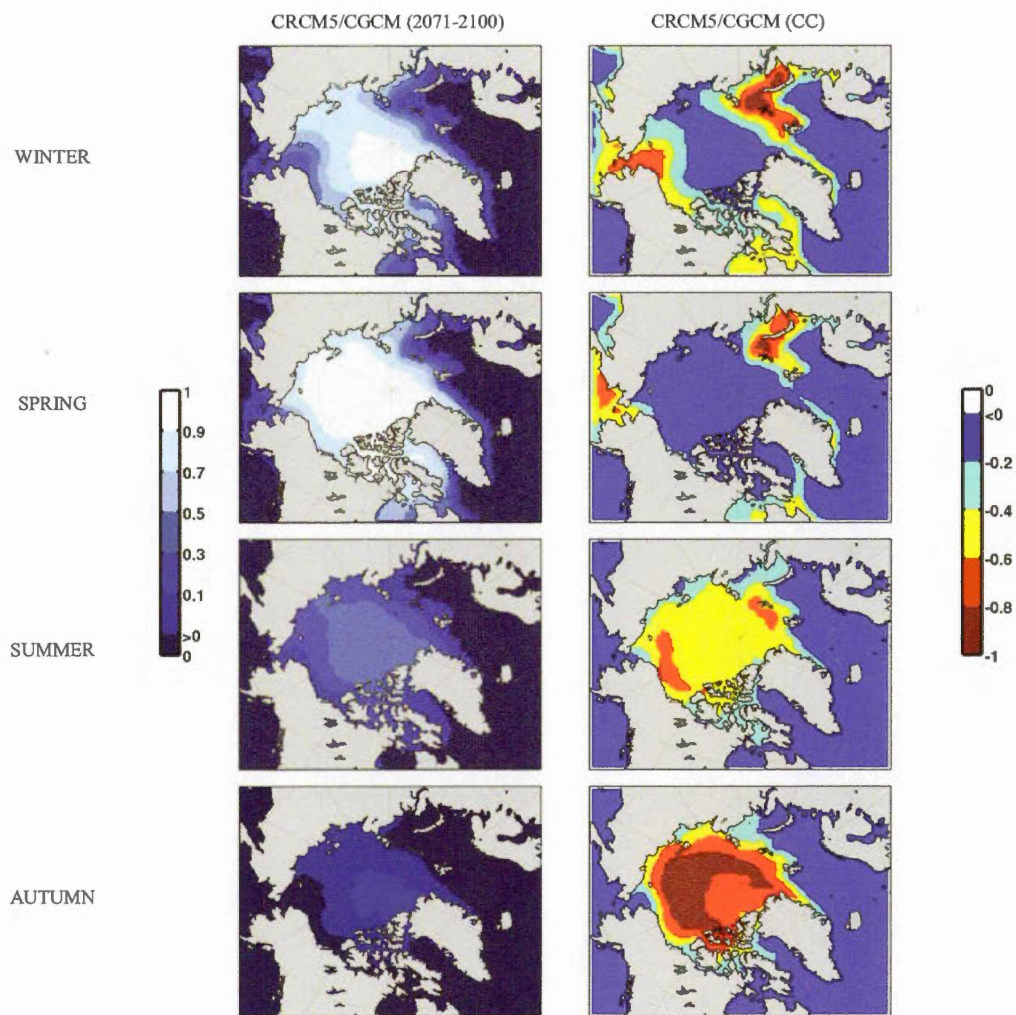 CRCM5/CGCM (2071-2100)
CRCM5/CGCM (CC)
WINTER
SPRING
SUMMER
AUTUMN
1
0.9
0.7
0.5
0.3
0.1
>0
0
0
<0
-0.2
-0.4
-0.6
-0.8
-1